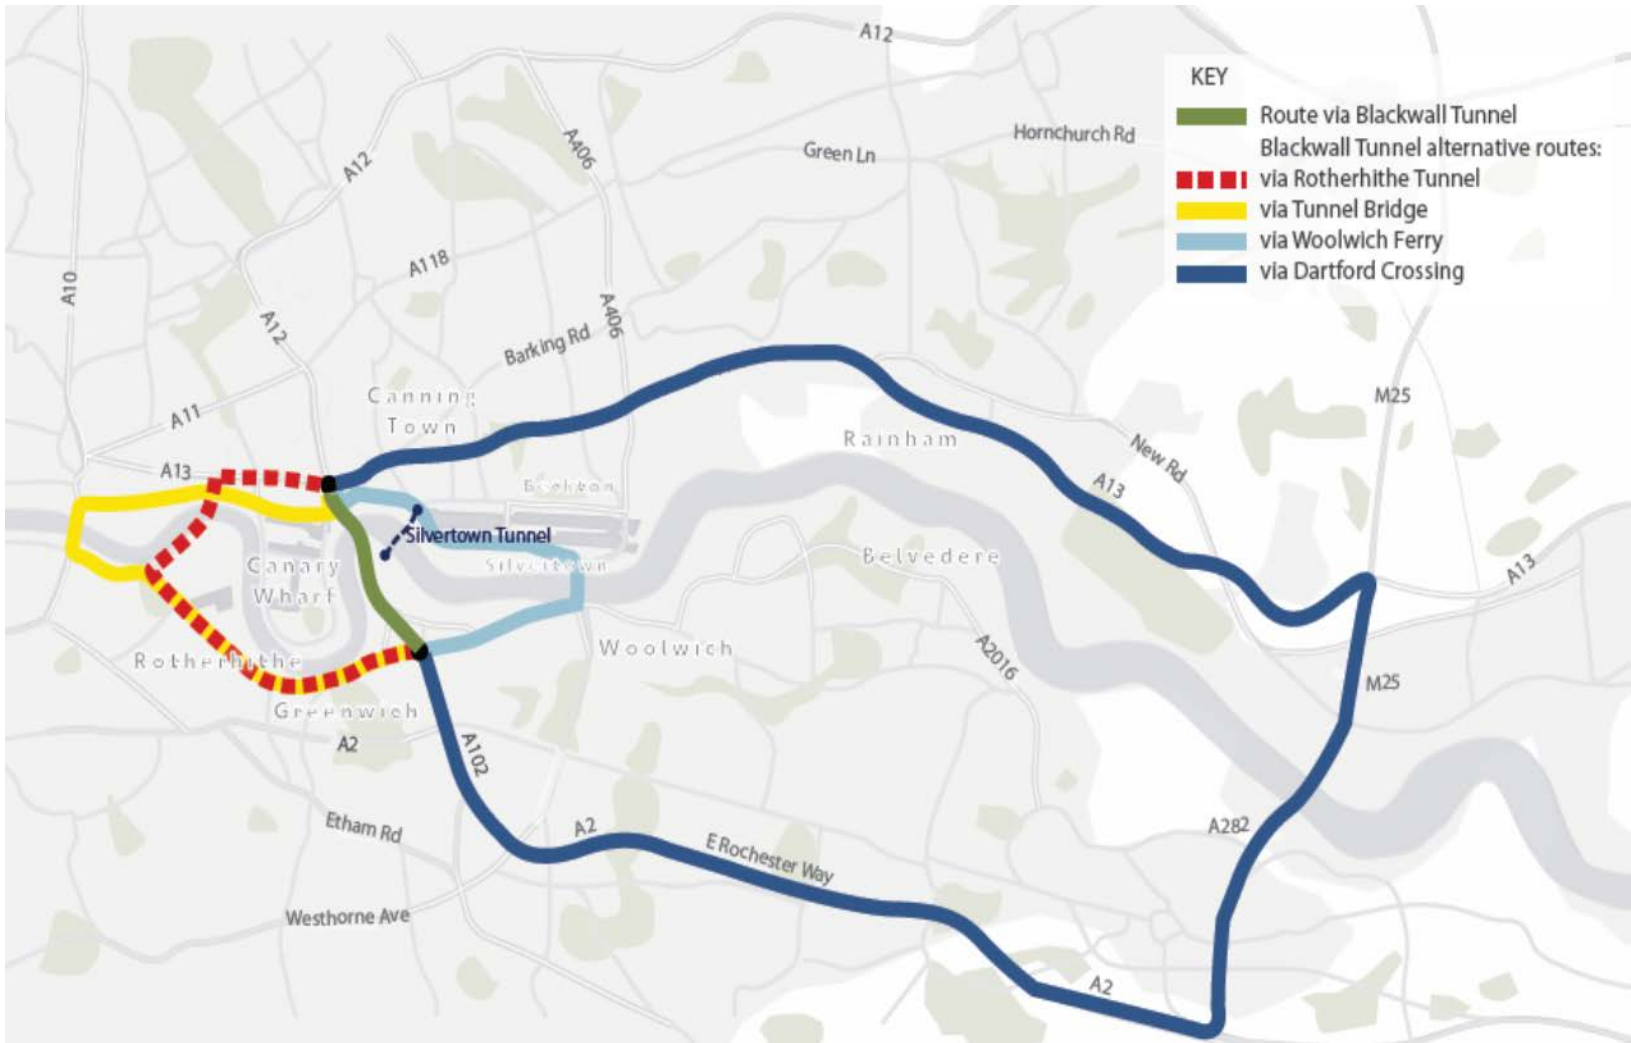 A12
KEY
Route via Blackwall Tunnel
Blackwall Tunnel alternative routes:
via Rotherhithe Tunnel
via Tunnel Bridge
via Woolwich Ferry
via Dartford Crossing
A406
Hornchurch Rd
Green Ln
A12
A118
A10
A406
A12
Barking Rd
M25
Canning
Town
A11
Rainham
New Rd
A13
A13
Beckton
Silvertown Tunnel
Canary
Wharf
Silvertown
Belvedere
A13
Rotherhithe
Woolwich
A2016
M25
Greenwich
A2
A102
Etham Rd
A2
E Rochester Way
A282
Westhorne Ave
A2